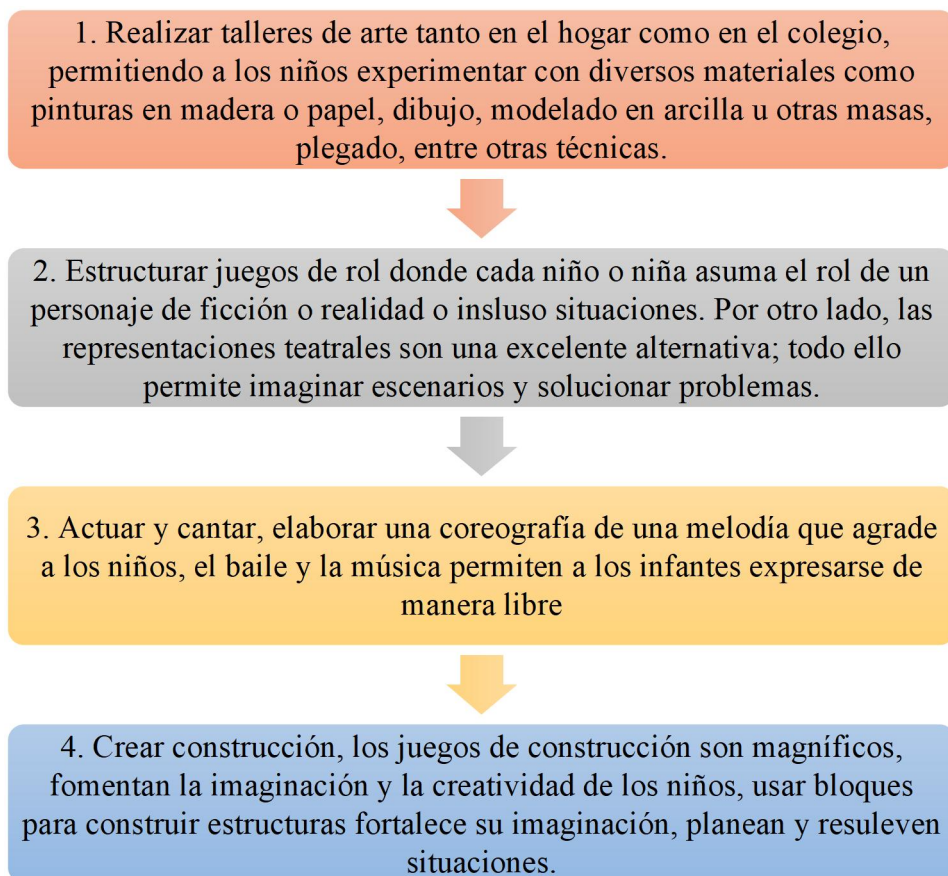 1. Realizar talleres de arte tanto en el hogar como en el colegio,
permitiendo a los niños experimentar con diversos materiales como
pinturas en madera o papel, dibujo, modelado en arcilla u otras masas,
plegado, entre otras técnicas.
2. Estructurar juegos de rol donde cada niño o niña asuma el rol de un
personaje de ficción o realidad o insluso situaciones. Por otro lado, las
representaciones teatrales son una excelente alternativa; todo ello
permite imaginar escenarios y solucionar problemas.
3. Actuar y cantar, elaborar una coreografía de una melodía que agrade
a los niños, el baile y la música permiten a los infantes expresarse de
manera libre
4. Crear construcción, los juegos de construcción son magníficos,
fomentan la imaginación y la creatividad de los niños, usar bloques
para construir estructuras fortalece su imaginación, planean y resuleven
situaciones.